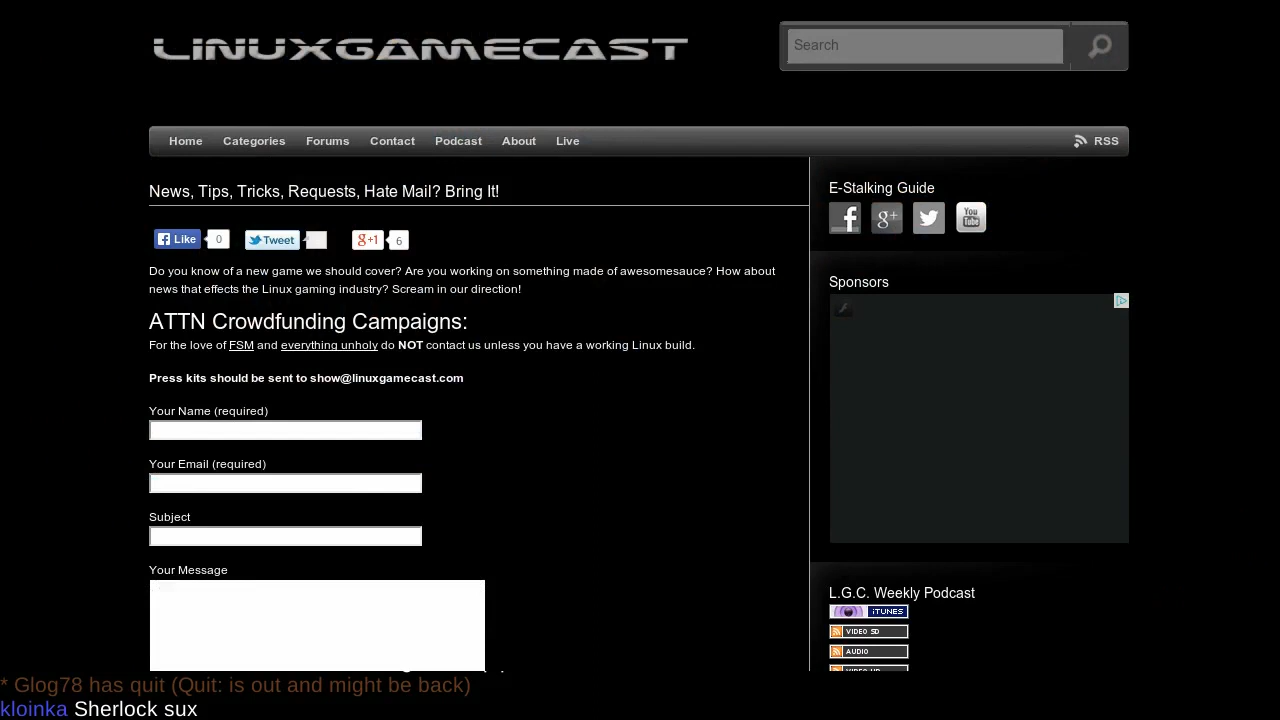 LINUXGAMECAST
Search
Home Categories Forums Contact Podcast About Live RSS
News, Tips, Tricks, Requests, Hate Mail? Bring It!
Like 0 Tweet g+1 6
Do you know of a new game we should cover? Are you working on something made of awesomesauce? How about
news that effects the Linux gaming industry? Scream in our direction!
ATTN Crowdfunding Campaigns:
For the love of FSM and everything unholy do NOT contact us unless you have a working Linux build.
Press kits should be sent to show@linuxgamecast.com
Your Name (required)
Your Email (required)
Subject
Your Message
E-Stalking Guide
f g+ You Tube
Sponsors
L.G.C. Weekly Podcast
iTUNES
VIDEO SD
AUDIO
VIDEO HD
* Glog78 has quit (Quit: is out and might be back)
kloinka Sherlock sux